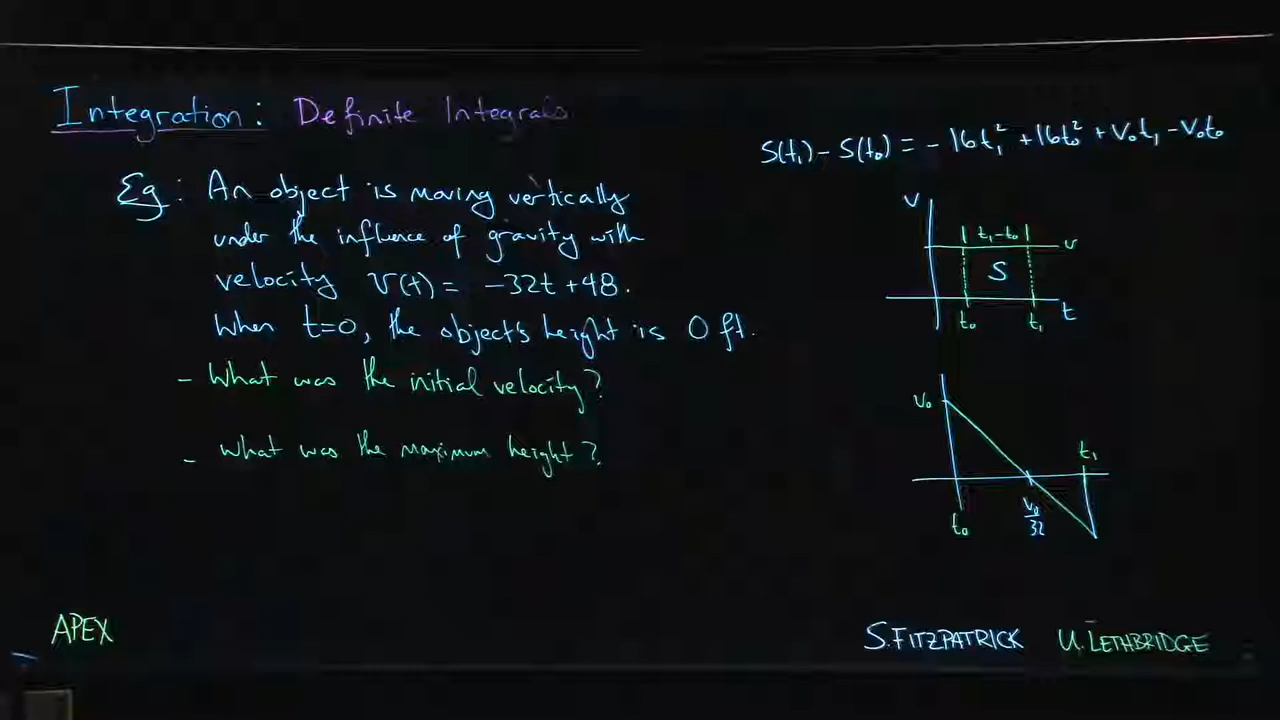 Integration: Definite Integrals
S(t₁) - S(t₀) = - 16t₁² + 16t₀² + V₀t₁ - V₀t₀
Eg: An object is moving vertically
under the influence of gravity with
velocity v(t) = -32t + 48.
When t=0, the object's height is 0 ft.
- What was the initial velocity?
- What was the maximum height?
v
t₁-t₀
v
S
t₀
t₁
t
v₀
t₁
t₀
v₀/32
APEX
S. FITZPATRICK U. LETHBRIDGE